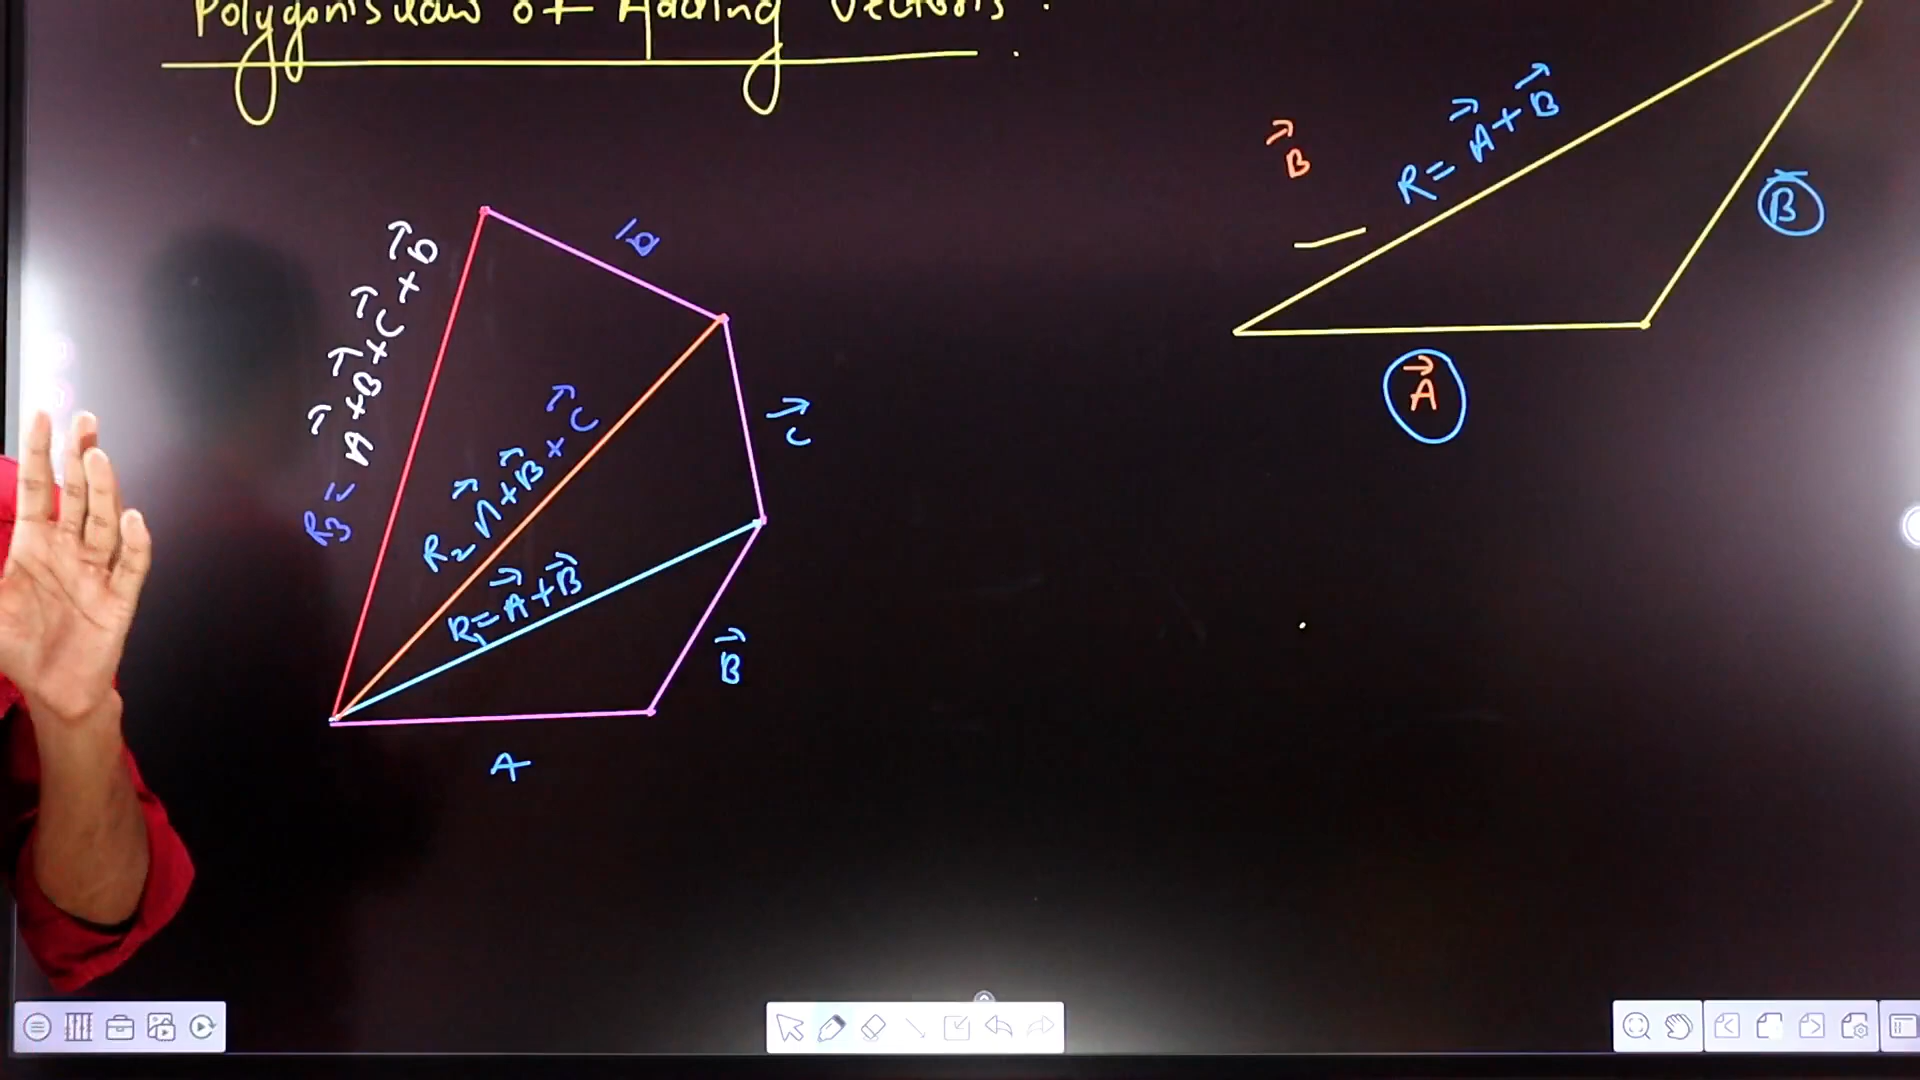 Polygon's Law of Adding Vectors :
R₃ = A⃗ + B⃗ + C⃗ + D⃗
D
R₂ A⃗ + B⃗ + C⃗
C⃗
R₁ = A⃗ + B⃗
B⃗
A
B⃗
R = A⃗ + B⃗
B
A⃗